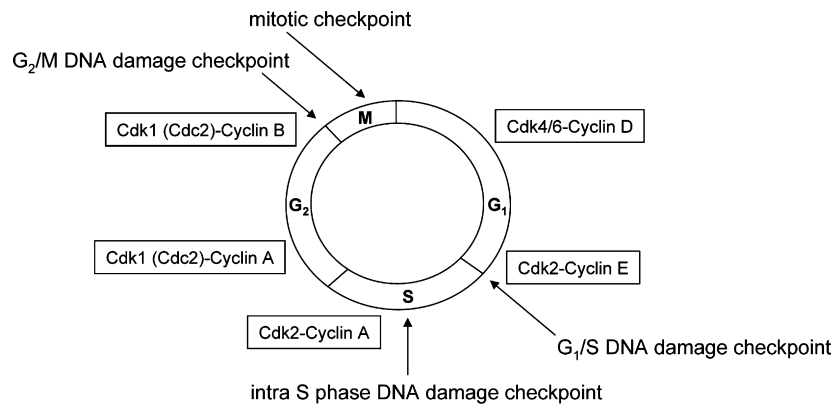 mitotic checkpoint
G₂/M DNA damage checkpoint
Cdk1 (Cdc2)-Cyclin B
M
Cdk4/6-Cyclin D
G₂
G₁
Cdk1 (Cdc2)-Cyclin A
Cdk2-Cyclin E
S
Cdk2-Cyclin A
G₁/S DNA damage checkpoint
intra S phase DNA damage checkpoint